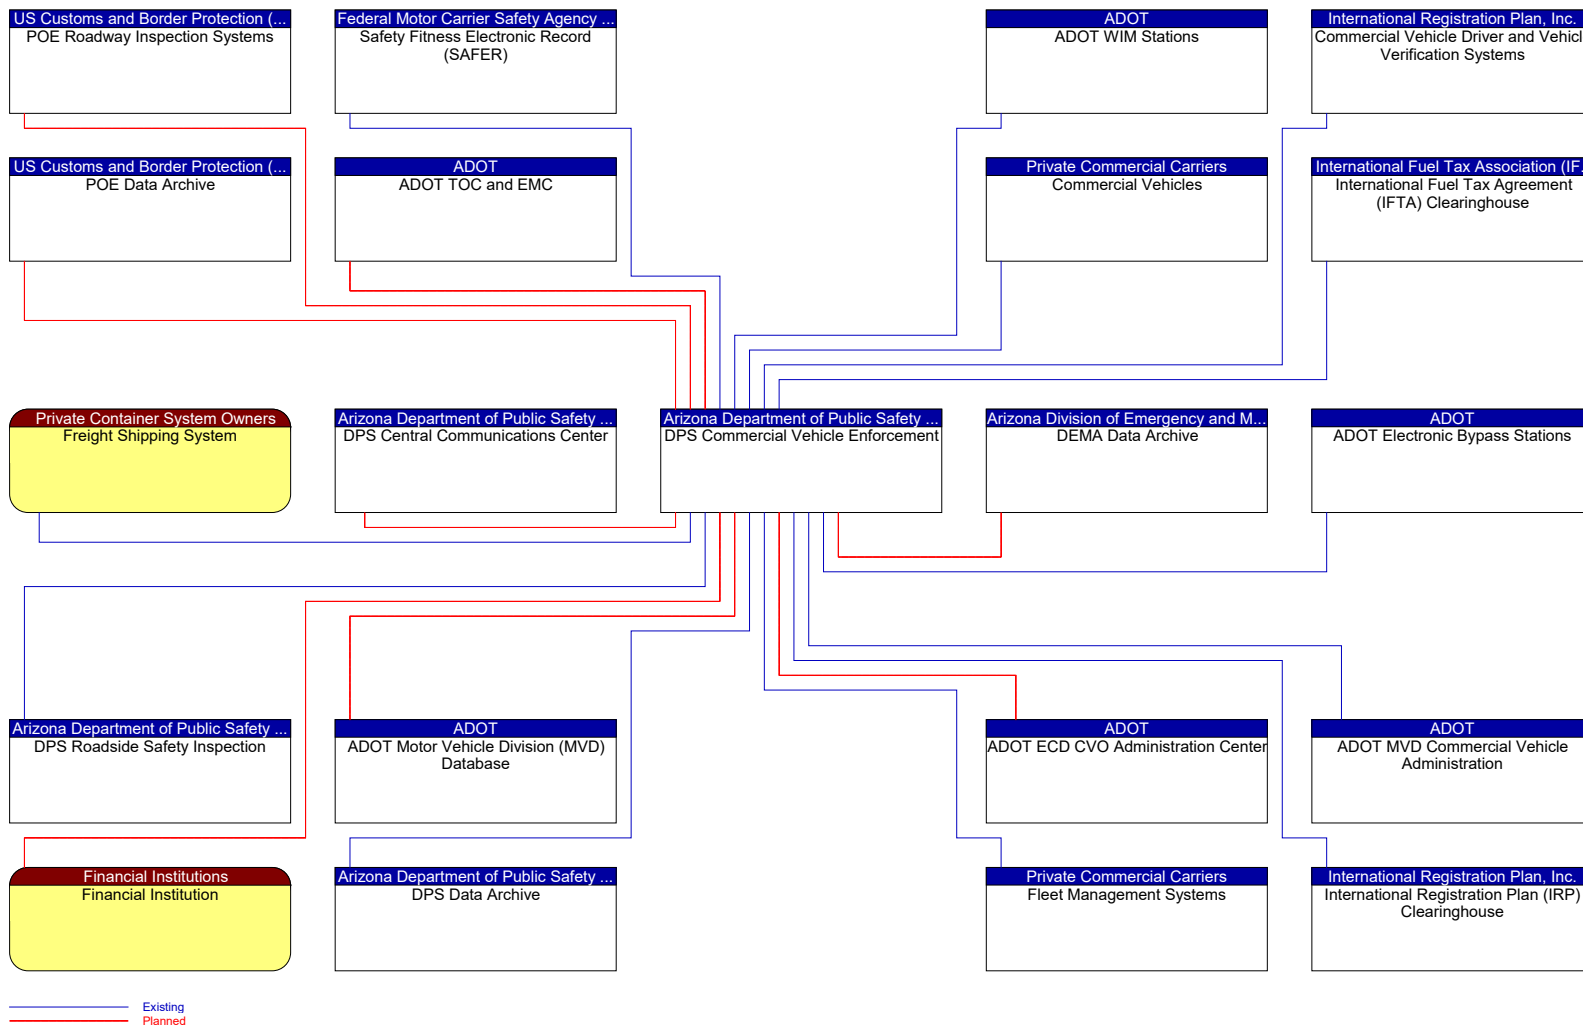 US Customs and Border Protection (...
POE Roadway Inspection Systems
Federal Motor Carrier Safety Agency ...
Safety Fitness Electronic Record
(SAFER)
ADOT
ADOT WIM Stations
International Registration Plan, Inc.
Commercial Vehicle Driver and Vehicl
Verification Systems
US Customs and Border Protection (...
POE Data Archive
ADOT
ADOT TOC and EMC
Private Commercial Carriers
Commercial Vehicles
International Fuel Tax Association (IF.
International Fuel Tax Agreement
(IFTA) Clearinghouse
Private Container System Owners
Freight Shipping System
Arizona Department of Public Safety ...
DPS Central Communications Center
Arizona Department of Public Safety ...
DPS Commercial Vehicle Enforcement
Arizona Division of Emergency and M...
DEMA Data Archive
ADOT
ADOT Electronic Bypass Stations
Arizona Department of Public Safety ...
DPS Roadside Safety Inspection
ADOT
ADOT Motor Vehicle Division (MVD)
Database
ADOT
ADOT ECD CVO Administration Center
ADOT
ADOT MVD Commercial Vehicle
Administration
Financial Institutions
Financial Institution
Arizona Department of Public Safety ...
DPS Data Archive
Private Commercial Carriers
Fleet Management Systems
International Registration Plan, Inc.
International Registration Plan (IRP)
Clearinghouse
Existing
Planned